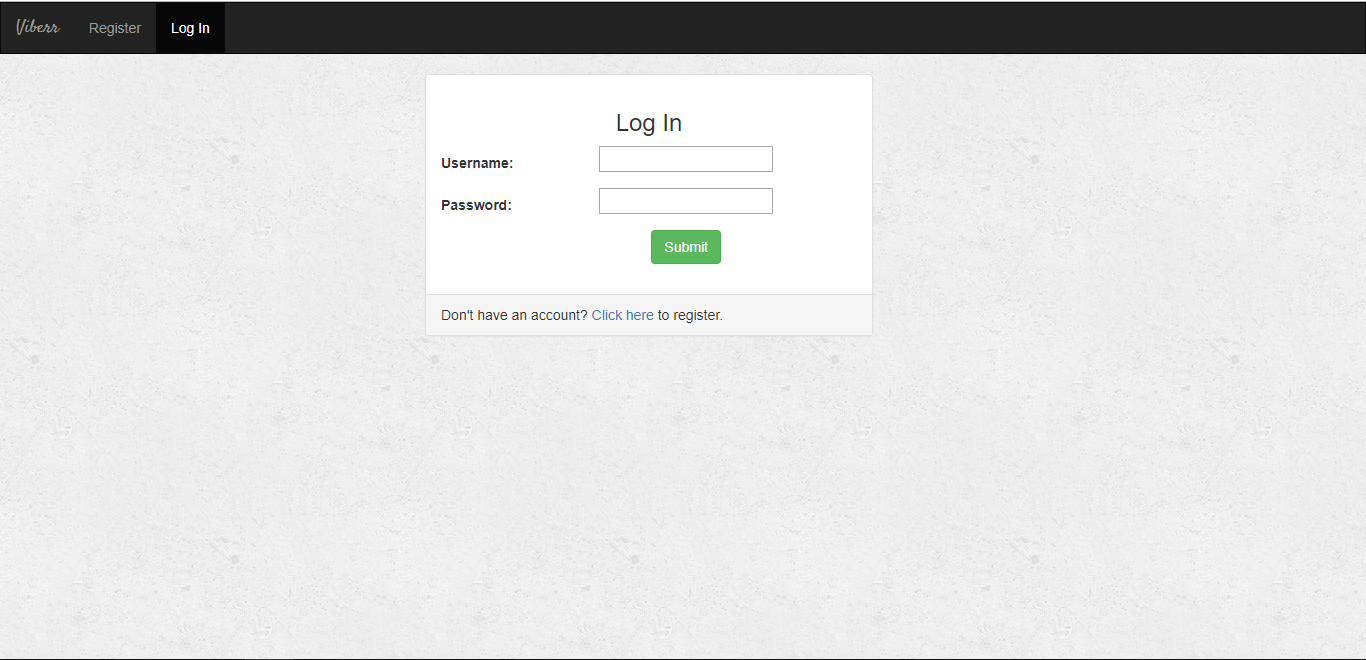 Viberr Register Log In
Log In
Username:
Password:
Submit
Don't have an account? Click here to register.